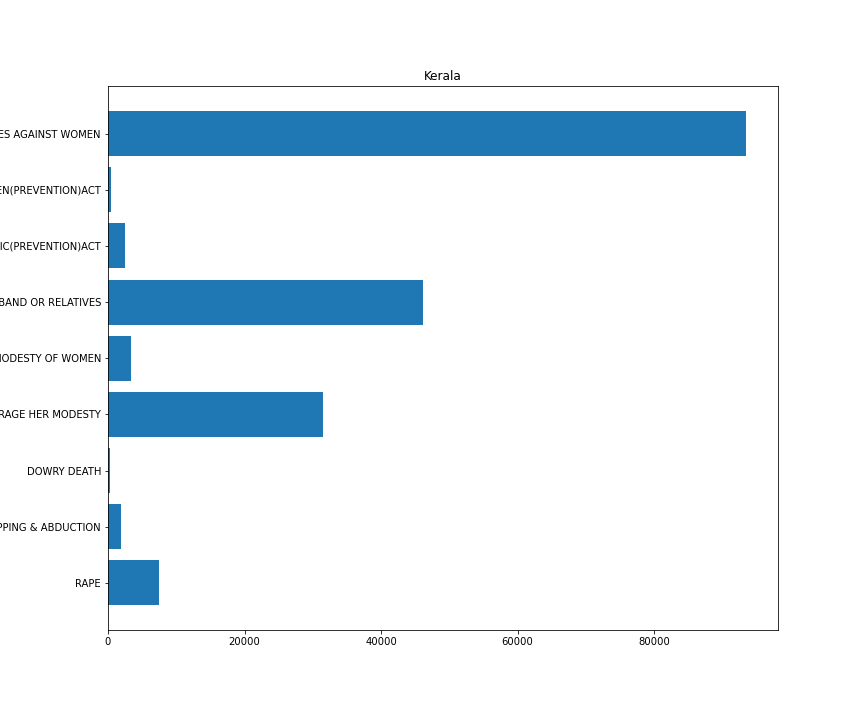 Kerala
ES AGAINST WOMEN
EN(PREVENTION)ACT
IC(PREVENTION)ACT
BAND OR RELATIVES
MODESTY OF WOMEN
RAGE HER MODESTY
DOWRY DEATH
PPING & ABDUCTION
RAPE
0 20000 40000 60000 80000